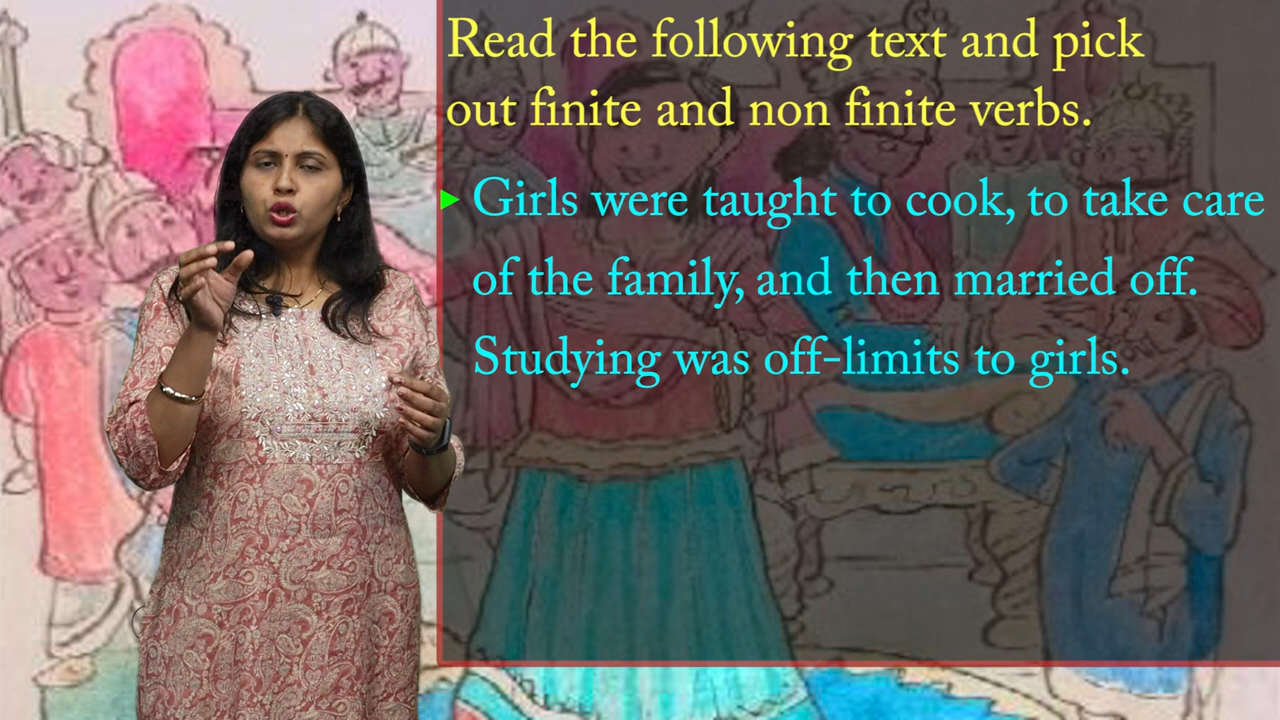 Read the following text and pick
out finite and non finite verbs.
Girls were taught to cook, to take care
of the family, and then married off.
Studying was off-limits to girls.